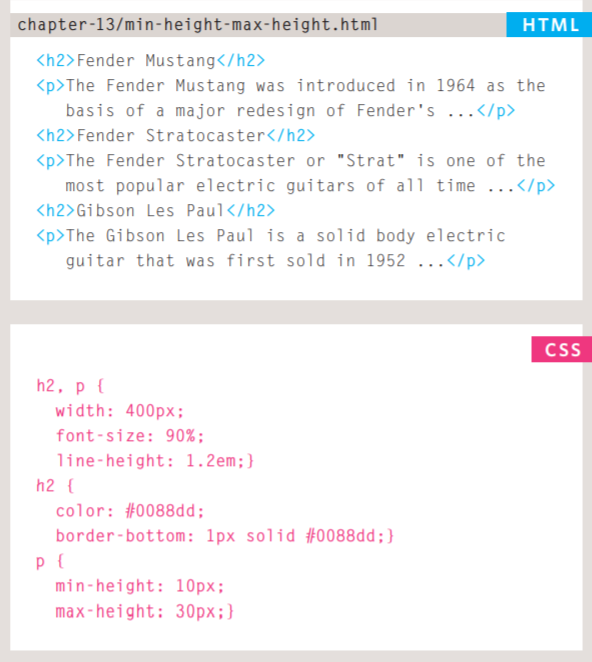 chapter-13/min-height-max-height.html HTML
<h2>Fender Mustang</h2>
<p>The Fender Mustang was introduced in 1964 as the
basis of a major redesign of Fender's ...</p>
<h2>Fender Stratocaster</h2>
<p>The Fender Stratocaster or "Strat" is one of the
most popular electric guitars of all time ...</p>
<h2>Gibson Les Paul</h2>
<p>The Gibson Les Paul is a solid body electric
guitar that was first sold in 1952 ...</p>
CSS
h2, p {
width: 400px;
font-size: 90%;
line-height: 1.2em;}
h2 {
color: #0088dd;
border-bottom: 1px solid #0088dd;}
p {
min-height: 10px;
max-height: 30px;}